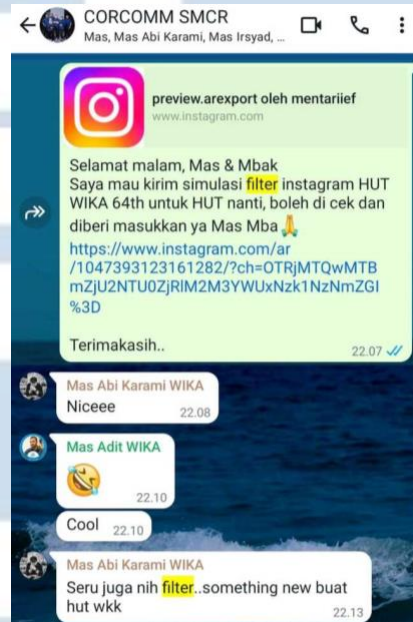 CORCOMM SMCR
Mas, Mas Abi Karami, Mas Irsyad, ...
preview.arexport oleh mentariief
www.instagram.com
Selamat malam, Mas & Mbak
Saya mau kirim simulasi filter instagram HUT
WIKA 64th untuk HUT nanti, boleh di cek dan
diberi masukkan ya Mas Mba🙏
https://www.instagram.com/ar
/1047393123161282/?ch=OTRjMTQwMTB
mZjU2NTU0ZjRlM2M3YWUxNzk1NzNmZGI
%3D
Terimakasih..
22.07
Mas Abi Karami WIKA
Niceee
22.08
Mas Adit WIKA
🤣
22.10
Cool
22.10
Mas Abi Karami WIKA
Seru juga nih filter..something new buat
hut wkk
22.13